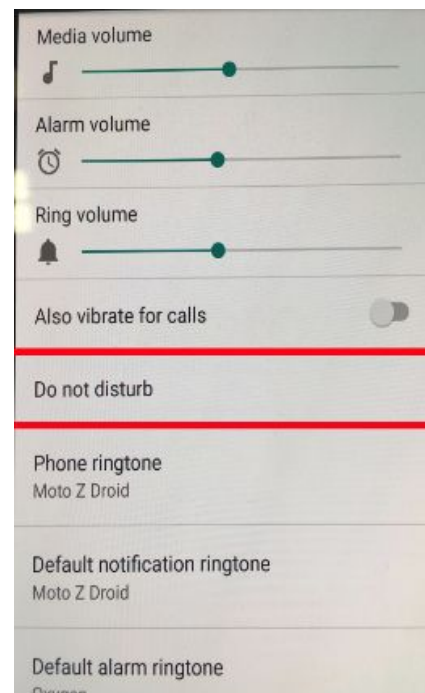 Media volume
Alarm volume
Ring volume
Also vibrate for calls
Do not disturb
Phone ringtone
Moto Z Droid
Default notification ringtone
Moto Z Droid
Default alarm ringtone